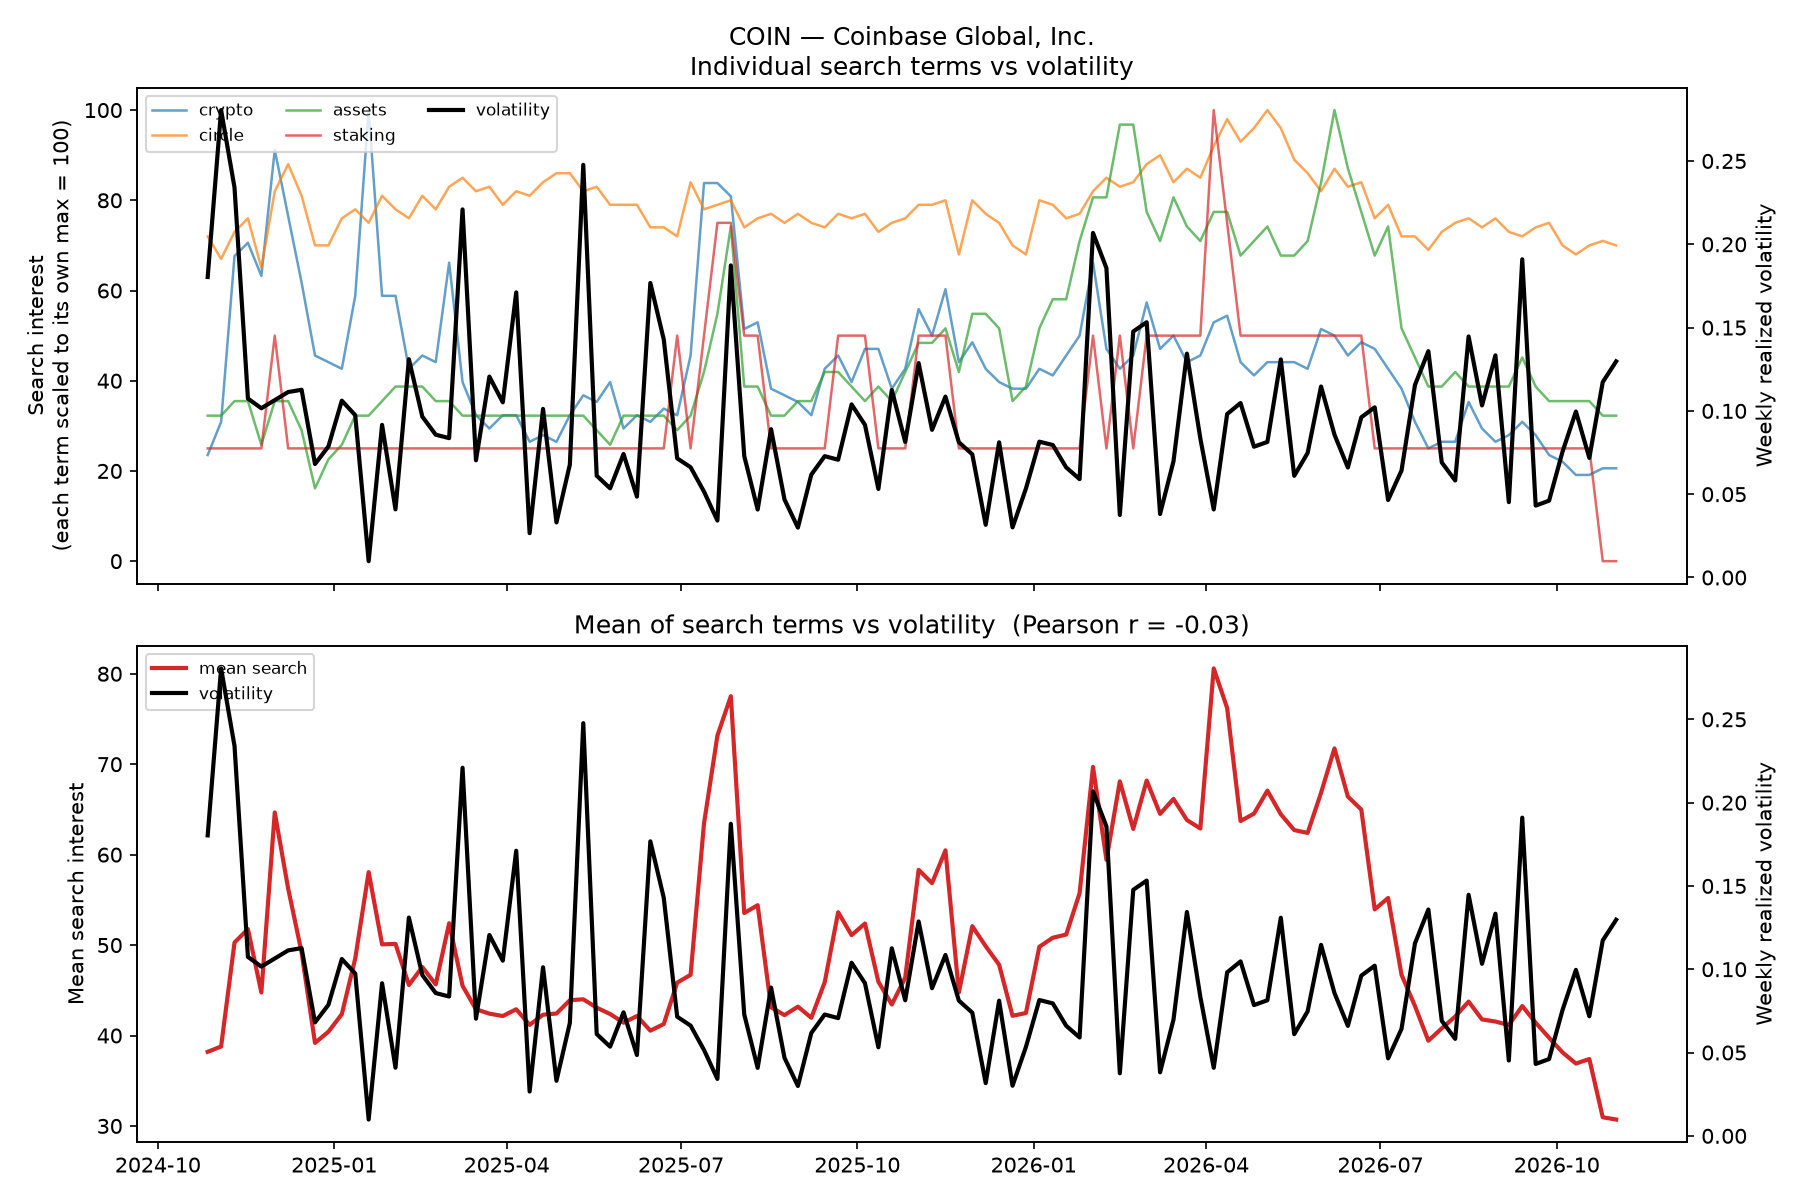 COIN — Coinbase Global, Inc.
Individual search terms vs volatility
crypto
circle
assets
staking
volatility
Search interest
(each term scaled to its own max = 100)
100
80
60
40
20
0
Weekly realized volatility
0.25
0.20
0.15
0.10
0.05
0.00
Mean of search terms vs volatility (Pearson r = -0.03)
mean search
volatility
Mean search interest
80
70
60
50
40
30
Weekly realized volatility
0.25
0.20
0.15
0.10
0.05
0.00
2024-10 2025-01 2025-04 2025-07 2025-10 2026-01 2026-04 2026-07 2026-10